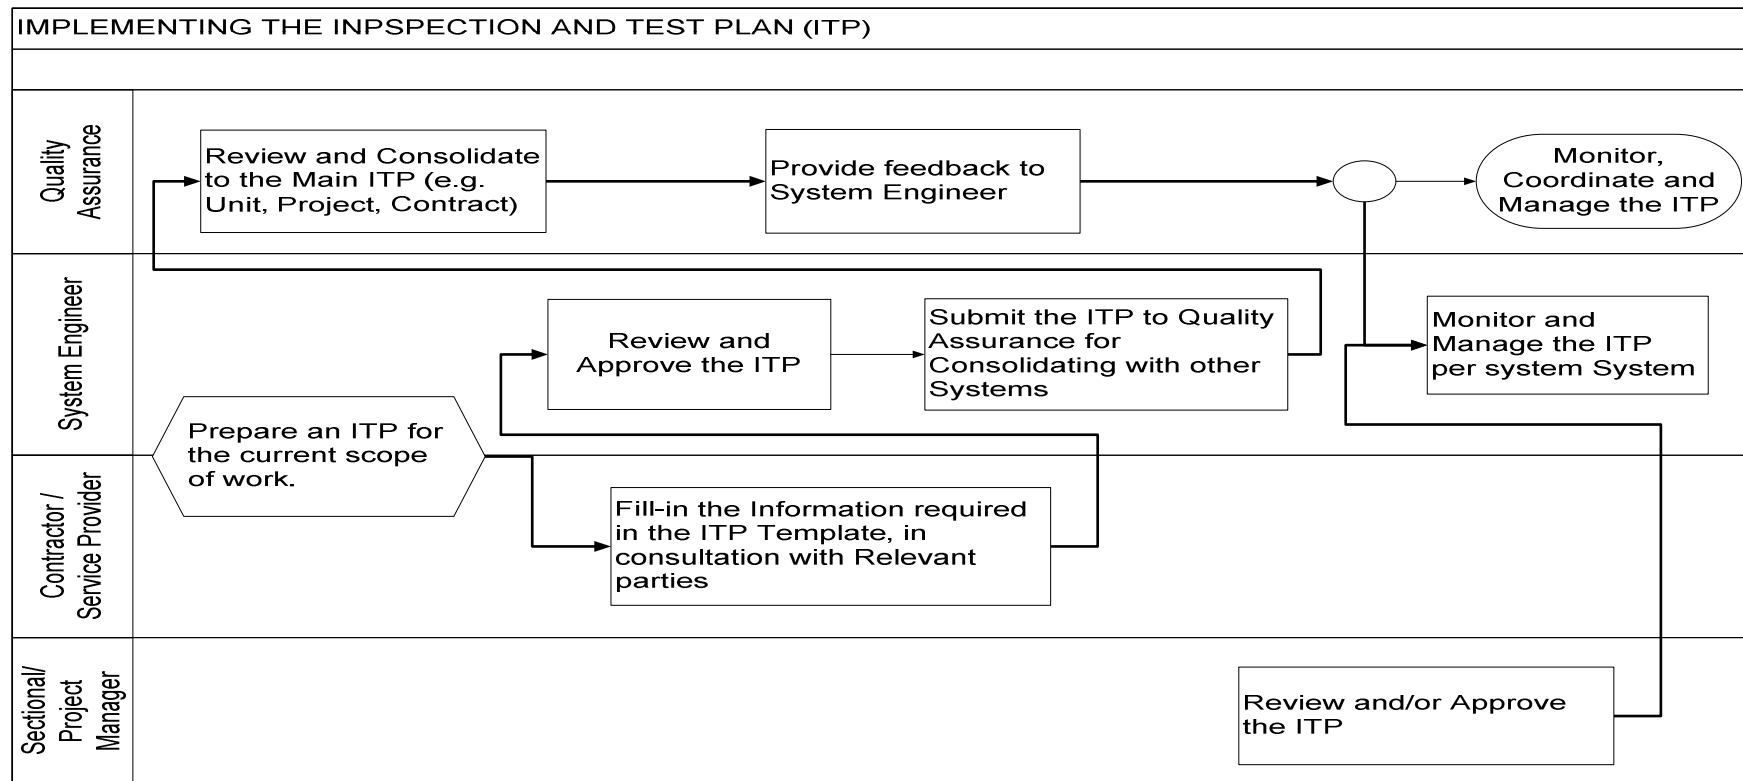 IMPLEMENTING THE INPSPECTION AND TEST PLAN (ITP)
Quality
Assurance
Review and Consolidate
to the Main ITP (e.g.
Unit, Project, Contract)
Provide feedback to
System Engineer
Monitor,
Coordinate and
Manage the ITP
System Engineer
Review and
Approve the ITP
Submit the ITP to Quality
Assurance for
Consolidating with other
Systems
Monitor and
Manage the ITP
per system System
Prepare an ITP for
the current scope
of work.
Contractor /
Service Provider
Fill-in the Information required
in the ITP Template, in
consultation with Relevant
parties
Sectional/
Project
Manager
Review and/or Approve
the ITP